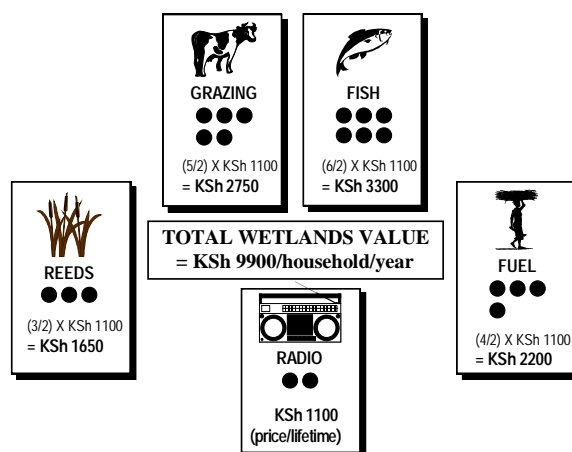 GRAZING
(5/2) X KSh 1100
= KSh 2750
FISH
(6/2) X KSh 1100
= KSh 3300
REEDS
(3/2) X KSh 1100
= KSh 1650
TOTAL WETLANDS VALUE
= KSh 9900/household/year
FUEL
(4/2) X KSh 1100
= KSh 2200
RADIO
KSh 1100
(price/lifetime)